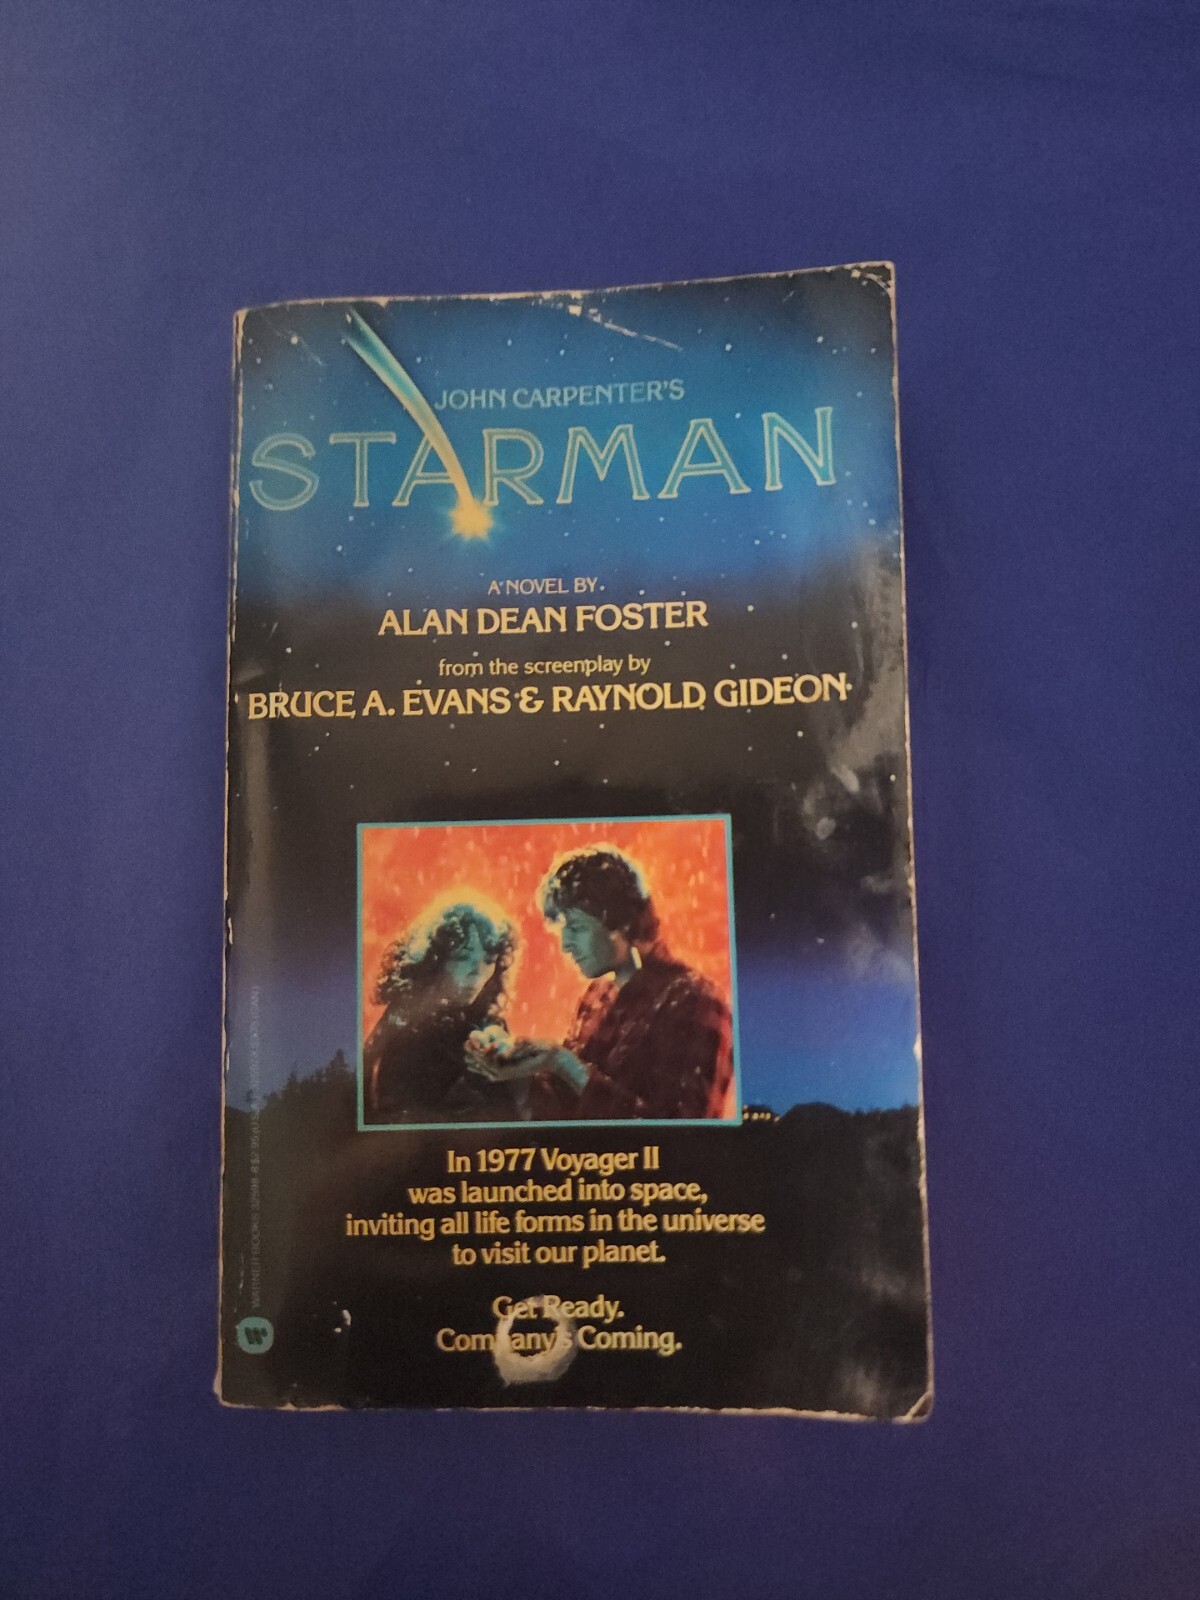 JOHN CARPENTER'S
STARMAN
A NOVEL BY
ALAN DEAN FOSTER
from the screenplay by
BRUCE A. EVANS & RAYNOLD GIDEON
In 1977 Voyager II
was launched into space,
inviting all life forms in the universe
to visit our planet.
Get Ready.
Company's Coming.
WARNER BOOKS